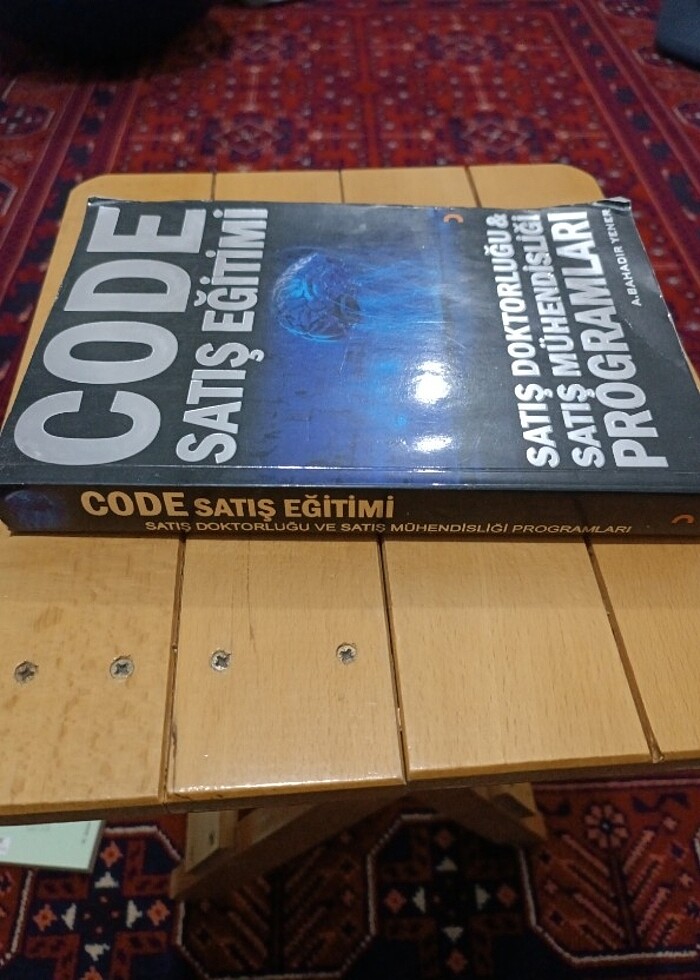 CODE
SATIŞ EĞİTİMİ
SATIŞ DOKTORLUĞU &
SATIŞ MÜHENDİSLİĞİ
PROGRAMLARI
A. BAHADIR YENER
CODE SATIŞ EĞİTİMİ
SATIŞ DOKTORLUĞU VE SATIŞ MÜHENDİSLİĞİ PROGRAMLARI